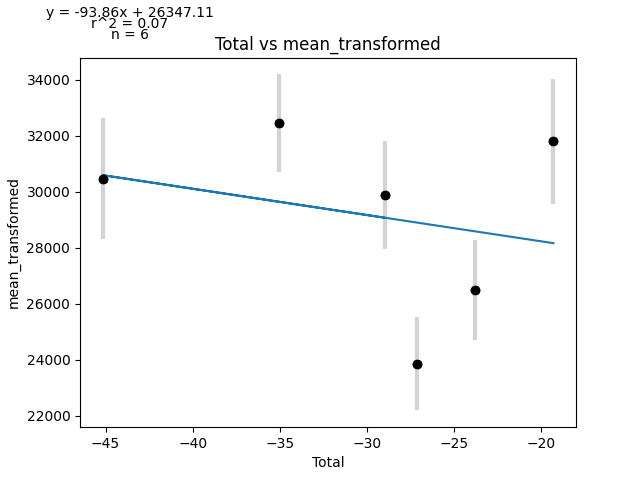 y = -93.86x + 26347.11
r^2 = 0.07
n = 6
Total vs mean_transformed
34000
32000
30000
28000
26000
24000
22000
mean_transformed
−45
−40
−35
−30
−25
−20
Total